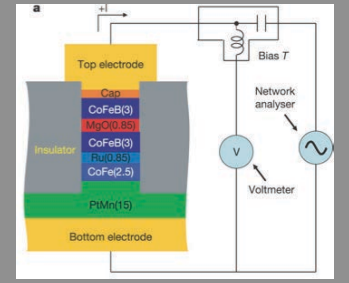 a
+I
Top electrode
Bias T
Cap
CoFeB(3)
Network
analyser
MgO(0.85)
CoFeB(3)
Insulator
Ru(0.85)
V
CoFe(2.5)
Voltmeter
PtMn(15)
Bottom electrode